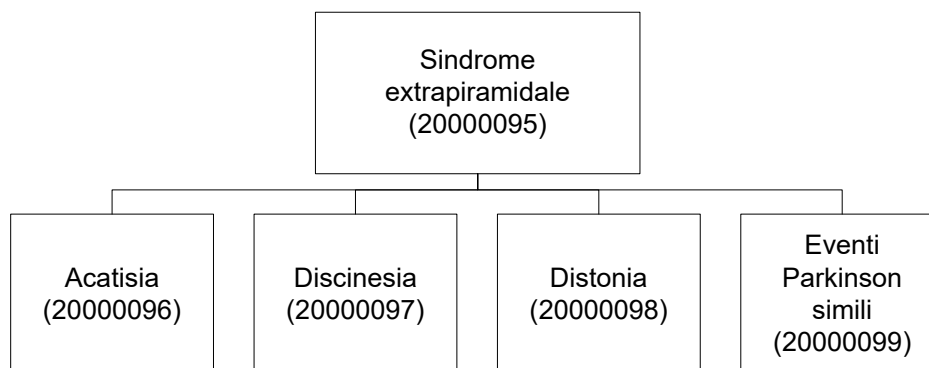 Sindrome
extrapiramidale
(20000095)
Acatisia
(20000096)
Discinesia
(20000097)
Distonia
(20000098)
Eventi
Parkinson
simili
(20000099)